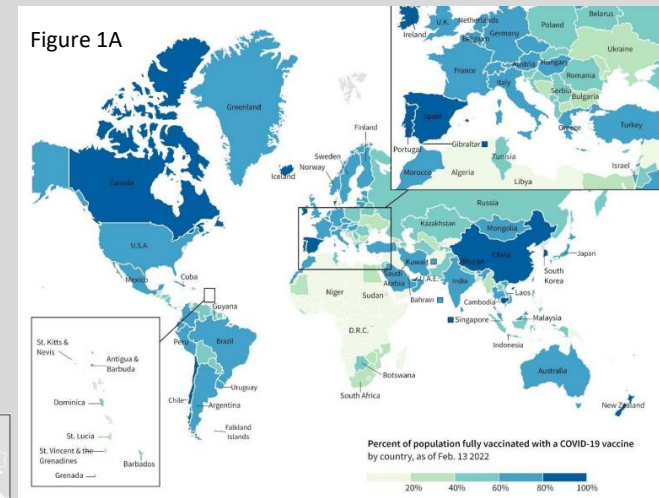 Figure 1A
Greenland
Canada
U.S.A.
Mexico
Cuba
Guyana
Peru
Brazil
Chile
Uruguay
Argentina
Falkland
Islands
Iceland
Sweden
Norway
Finland
Ireland
U.K.
Netherlands
Belgium
Germany
Poland
Belarus
Ukraine
France
Austria
Hungary
Romania
Serbia
Bulgaria
Italy
Spain
Portugal
Gibraltar
Greece
Turkey
Morocco
Algeria
Tunisia
Libya
Israel
Russia
Kazakhstan
Mongolia
China
Bhutan
Japan
South
Korea
Kuwait
Saudi
Arabia
U.A.E.
Bahrain
India
Laos
Cambodia
Singapore
Malaysia
Indonesia
Niger
Sudan
D.R.C.
Botswana
South Africa
Australia
New Zealand
St. Kitts &
Nevis
Antigua &
Barbuda
Dominica
St. Lucia
St. Vincent & the
Grenadines
Barbados
Grenada
Percent of population fully vaccinated with a COVID-19 vaccine
by country, as of Feb. 13 2022
20% 40% 60% 80% 100%